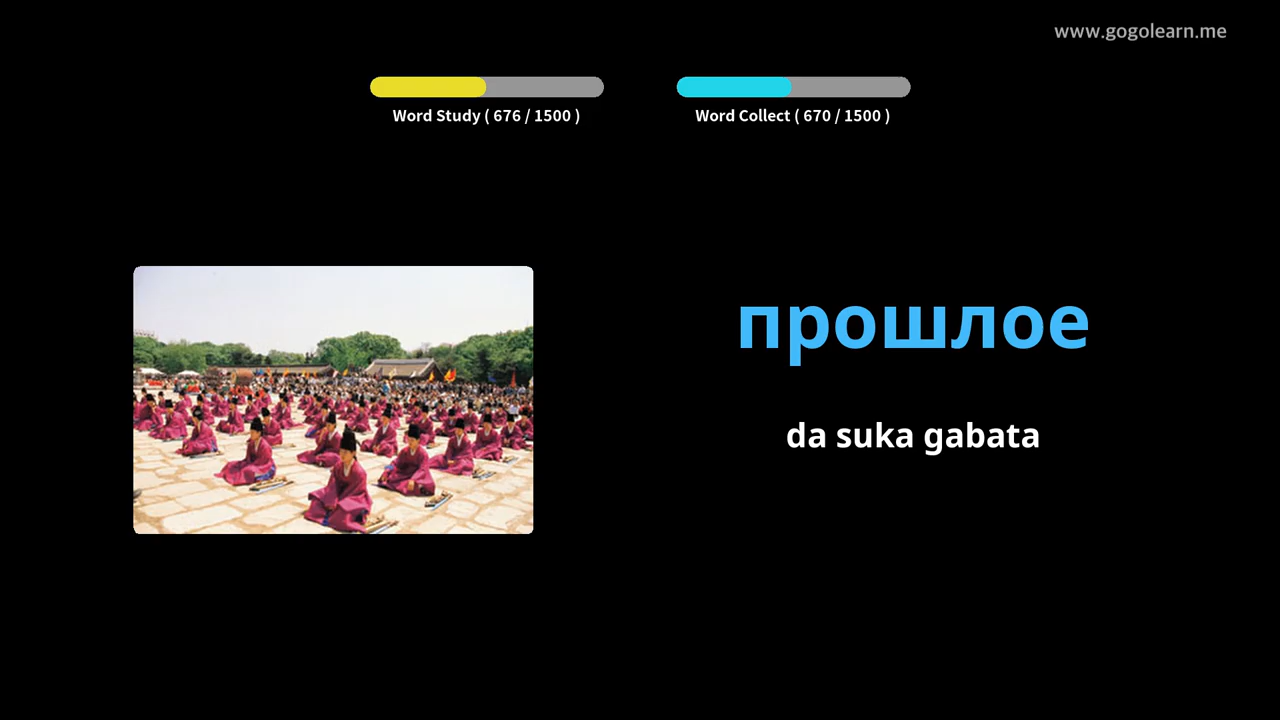 www.gogolearn.me
Word Study ( 676 / 1500 )
Word Collect ( 670 / 1500 )
прошлое
da suka gabata